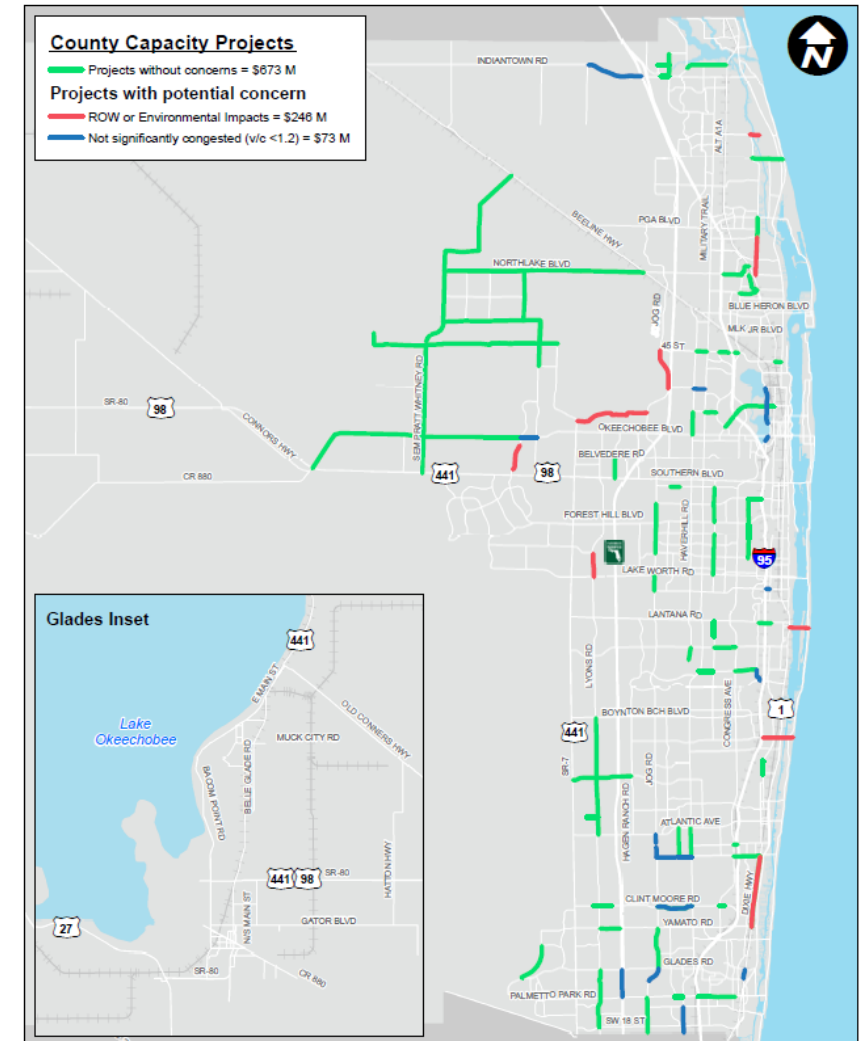 County Capacity Projects
Projects without concerns = $673 M
Projects with potential concern
ROW or Environmental Impacts = $246 M
Not significantly congested (v/c <1.2) = $73 M
N
INDIANTOWN RD
ALT A1A
MILITARY TRAIL
PGA BLVD
BEELINE HWY
NORTHLAKE BLVD
JOG RD
BLUE HERON BLVD
MLK JR BLVD
45 ST
SEM PRATT WHITNEY RD
SR-80
98
CONNORS HWY
OKEECHOBEE BLVD
BELVEDERE RD
CR 880
441
98
SOUTHERN BLVD
FOREST HILL BLVD
HAVERHILL RD
95
LAKE WORTH RD
LANTANA RD
LYONS RD
CONGRESS AVE
1
BOYNTON BCH BLVD
441
SR-7
JOG RD
HAGEN RANCH RD
ATLANTIC AVE
DIXIE HWY
CLINT MOORE RD
YAMATO RD
GLADES RD
PALMETTO PARK RD
SW 18 ST
Glades Inset
441
E MAIN ST
OLD CONNERS HWY
Lake
Okeechobee
MUCK CITY RD
BACOM POINT RD
BELLE GLADE RD
HATTON HWY
441
98
SR-80
N/S MAIN ST
GATOR BLVD
27
SR-80
CR 880